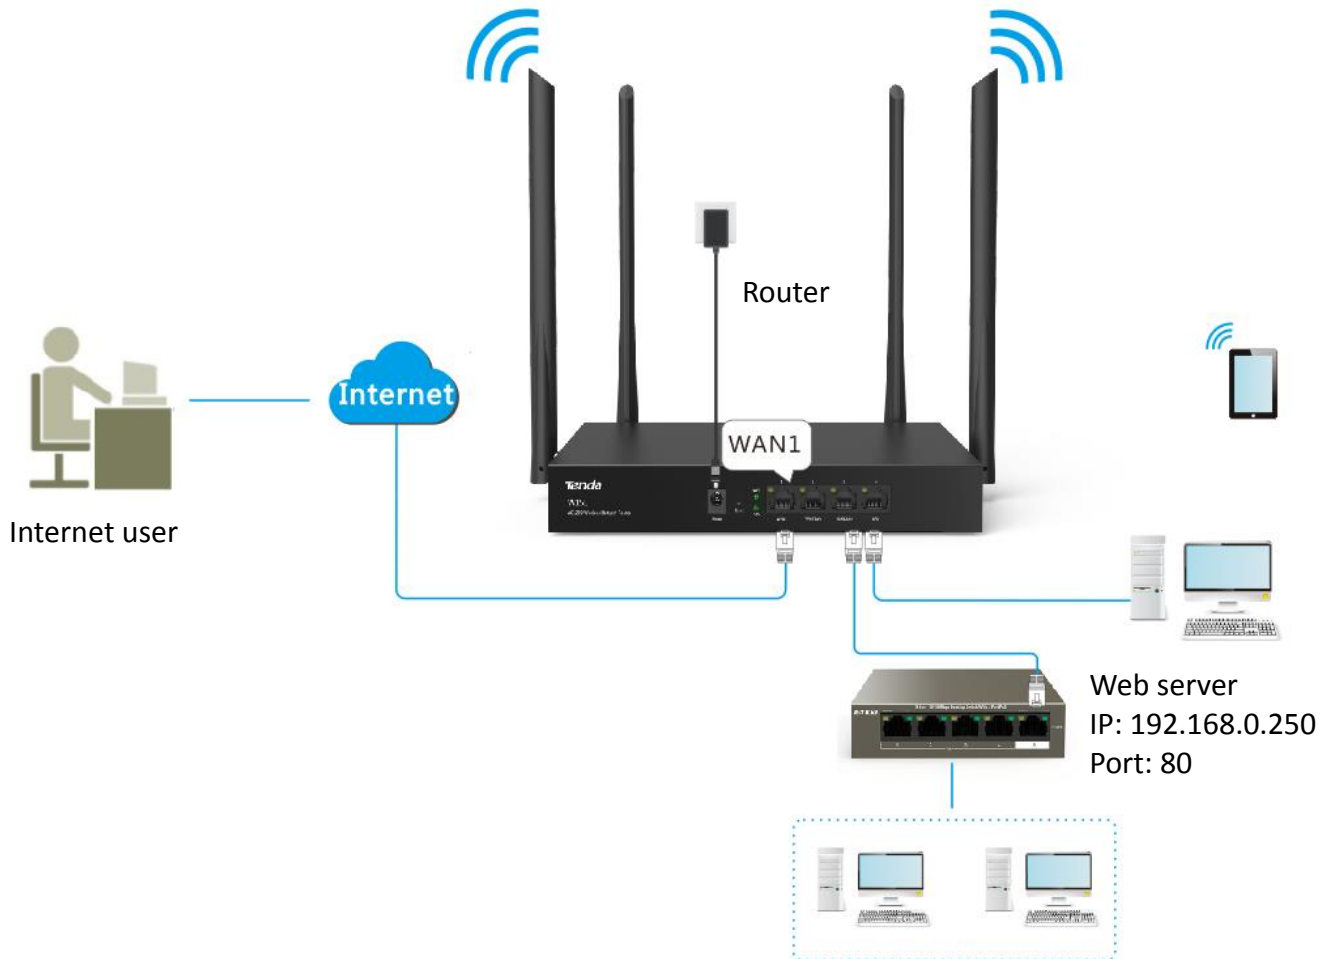 Router
Internet
WAN1
Tenda
Internet user
Web server
IP: 192.168.0.250
Port: 80